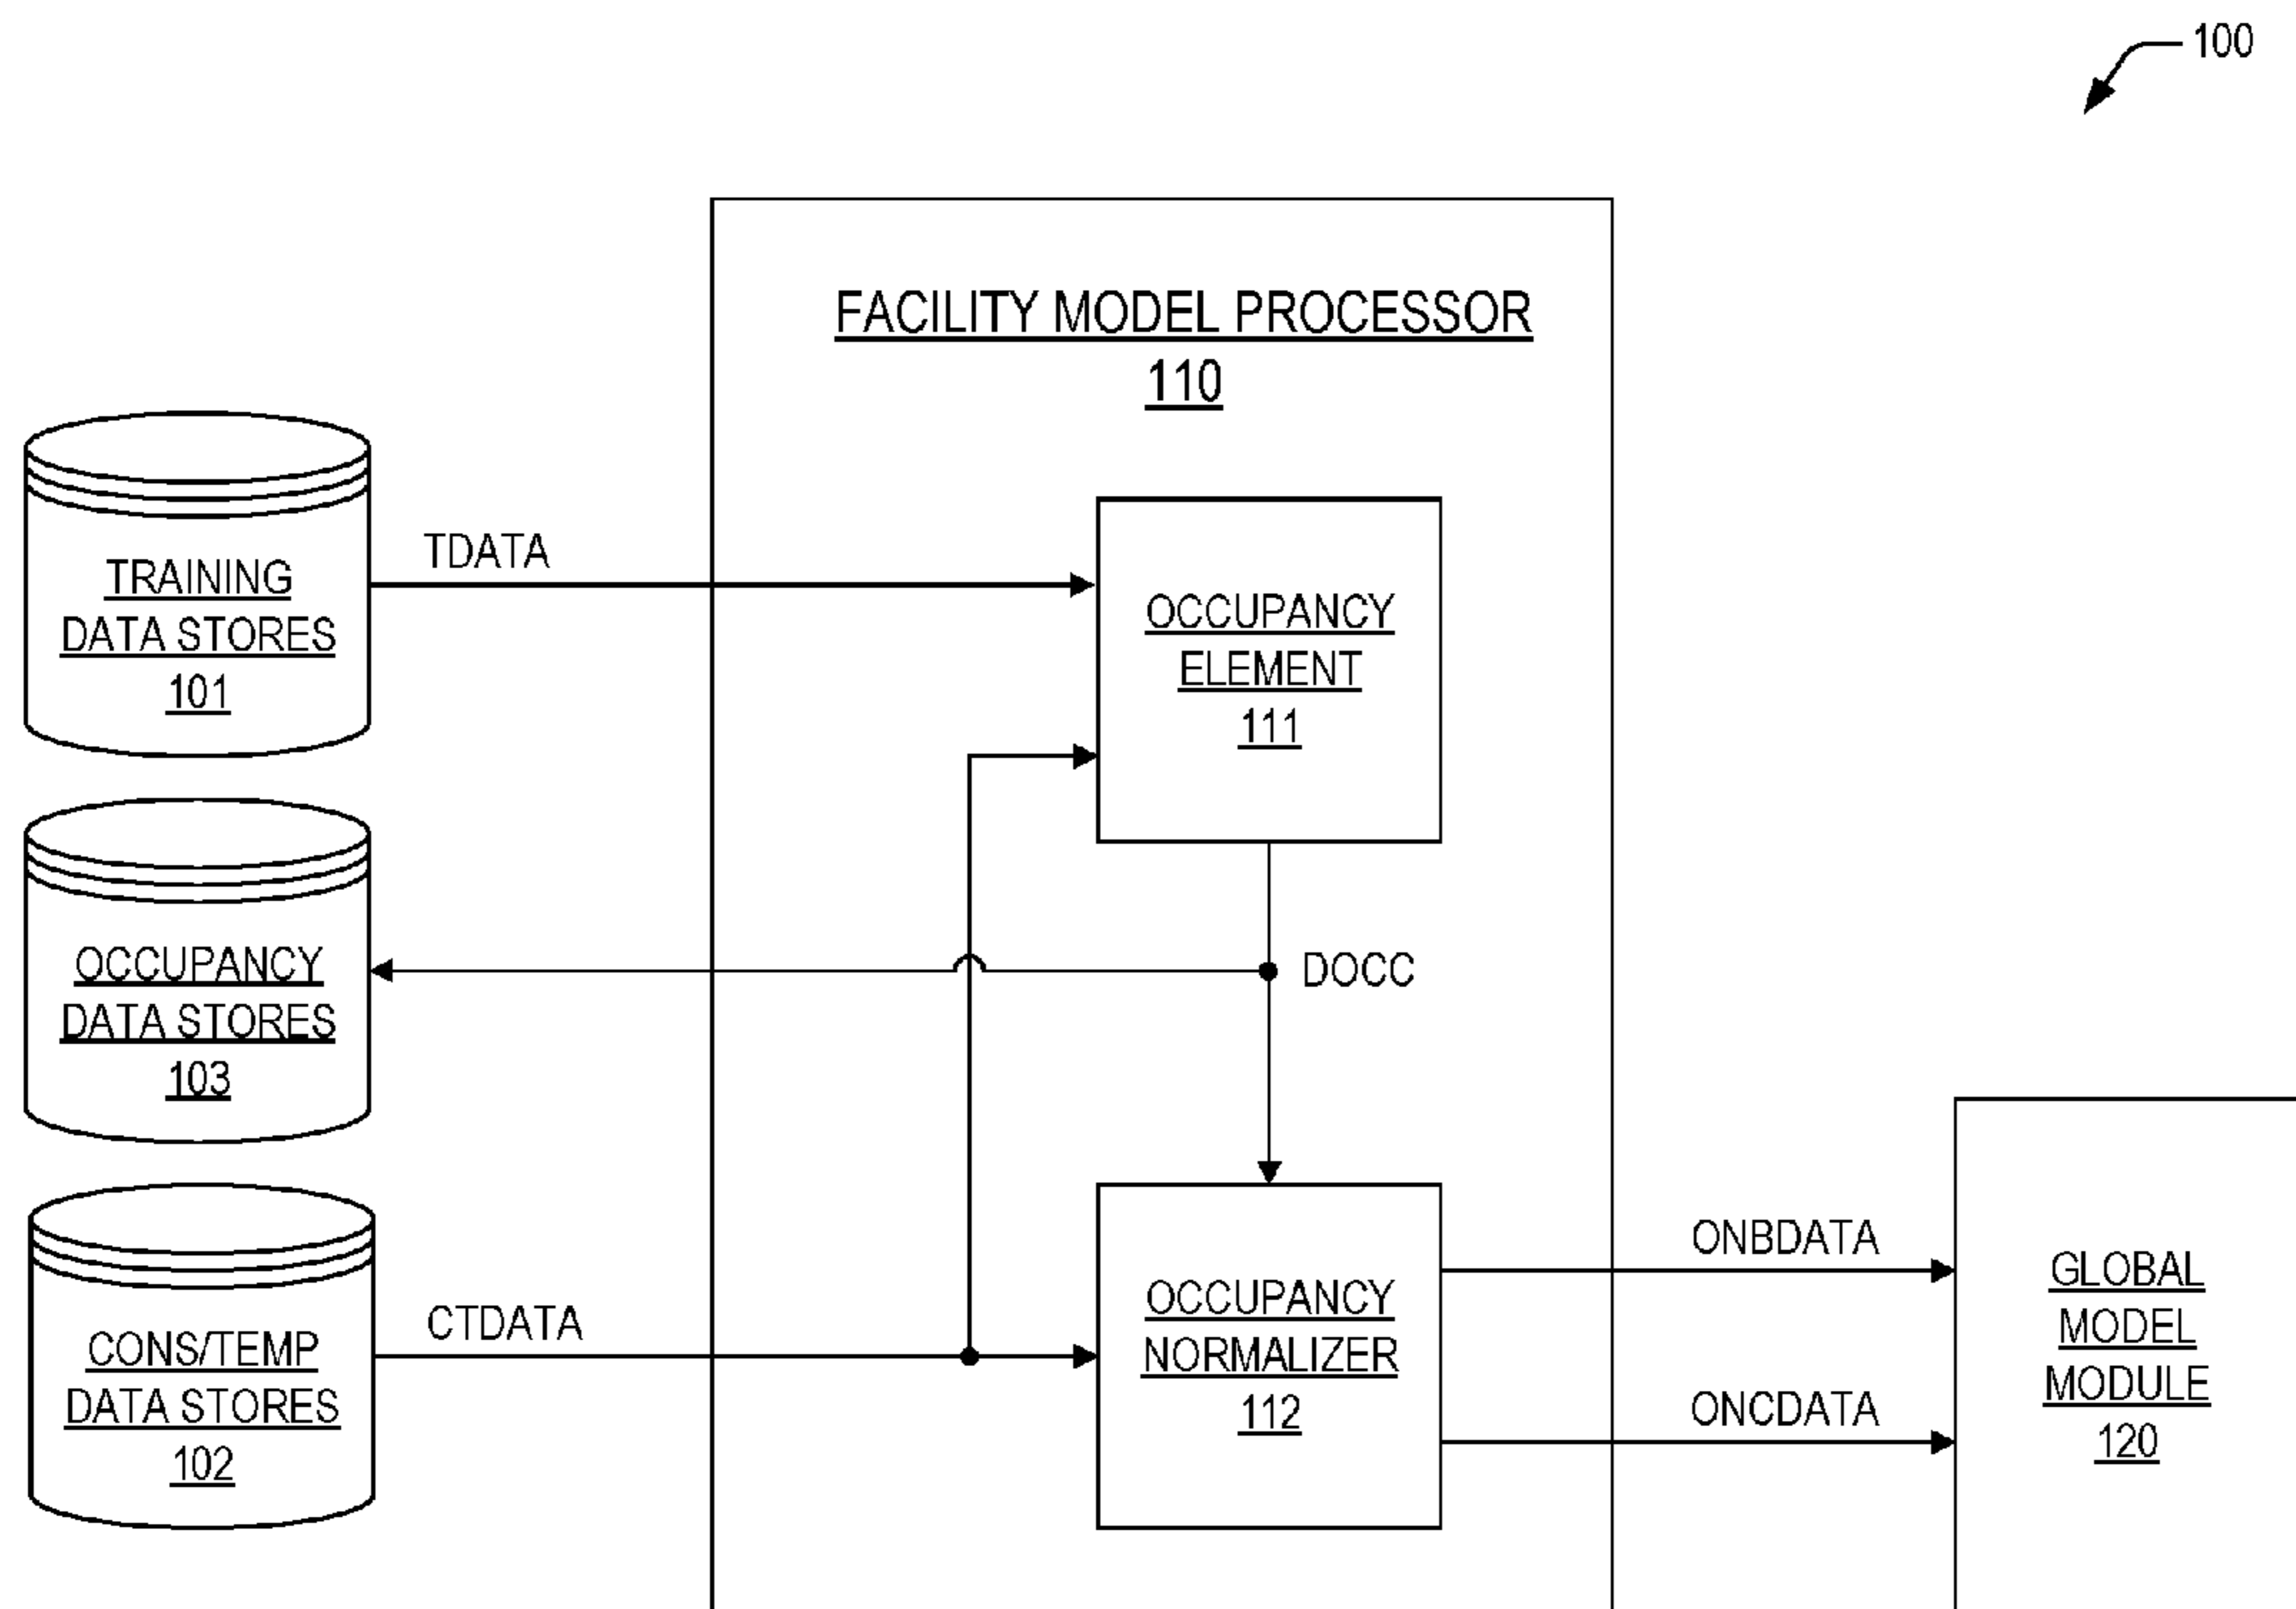 100
FACILITY MODEL PROCESSOR
110
TRAINING
DATA STORES
101
TDATA
OCCUPANCY
ELEMENT
111
OCCUPANCY
DATA STORES
103
DOCC
CONS/TEMP
DATA STORES
102
CTDATA
OCCUPANCY
NORMALIZER
112
ONBDATA
ONCDATA
GLOBAL
MODEL
MODULE
120